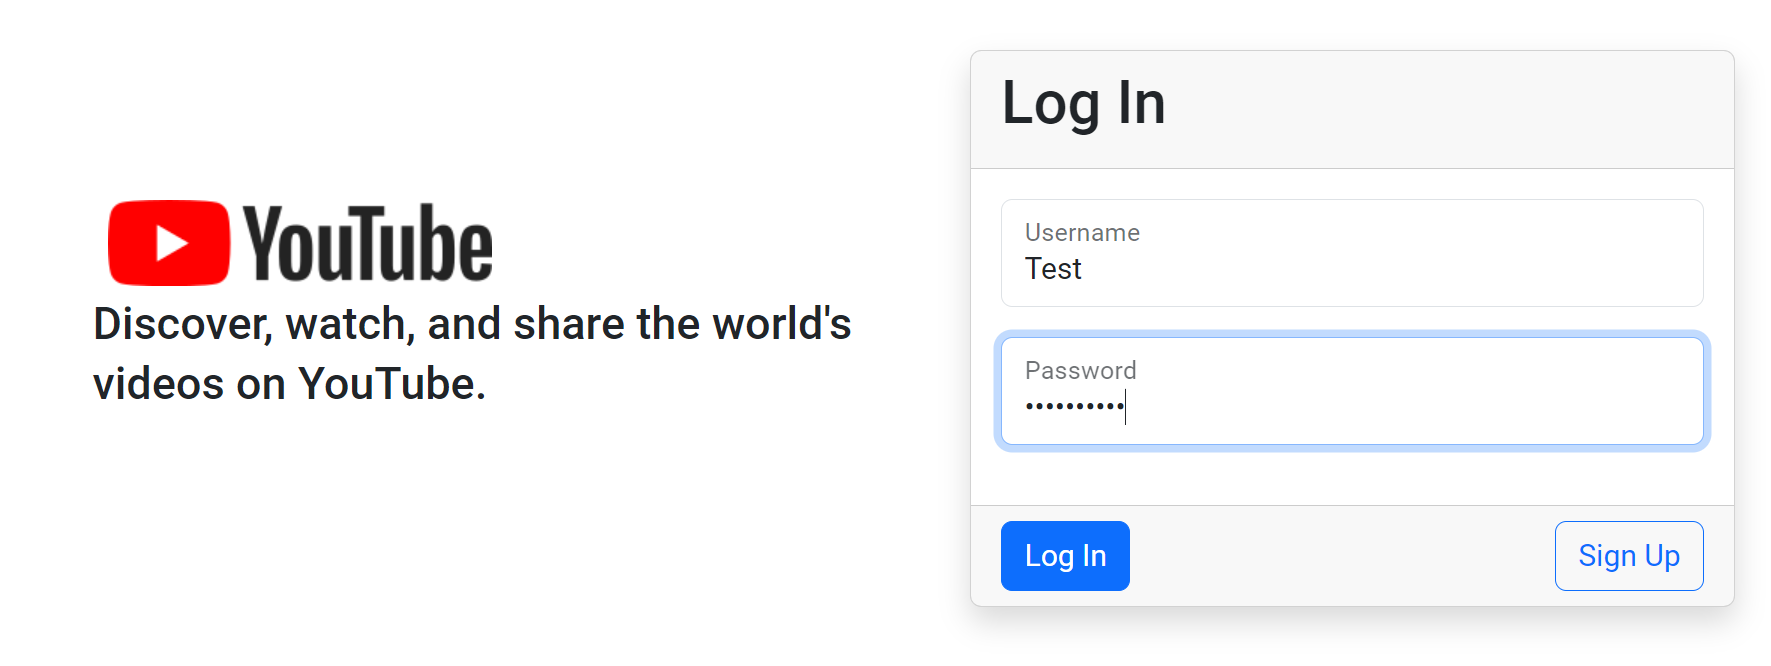 YouTube
Discover, watch, and share the world's
videos on YouTube.
Log In
Username
Test
Password
••••••••••
Log In
Sign Up